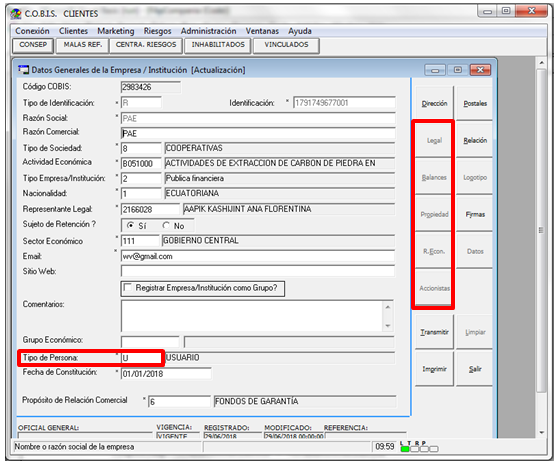 C.O.B.I.S. CLIENTES
Conexión Clientes Marketing Riesgos Administración Ventanas Ayuda
CONSEP MALAS REF. CENTRA. RIESGOS INHABILITADOS VINCULADOS
Datos Generales de la Empresa / Institución [Actualización]
Código COBIS: 2983426
Tipo de Identificación: * R Identificación: * 1791749677001
Razón Social: * PAE
Razón Comercial: PAE
Tipo de Sociedad: * 8 COOPERATIVAS
Actividad Económica * B051000 ACTIVIDADES DE EXTRACCION DE CARBON DE PIEDRA EN
Tipo Empresa/Institución: * 2 Publica financiera
Nacionalidad: * 1 ECUATORIANA
Representante Legal: * 2166028 AAPIK KASHIJINT ANA FLORENTINA
Sujeto de Retención ? * Sí No
Sector Económico * 111 GOBIERNO CENTRAL
Email: * wv@gmail.com
Sitio Web:
Registrar Empresa/Institución como Grupo?
Comentarios:
Grupo Económico:
Tipo de Persona: * U USUARIO
Fecha de Constitución: * 01/01/2018
Propósito de Relación Comercial * 6 FONDOS DE GARANTÍA
OFICIAL GENERAL: VIGENCIA: REGISTRADO: MODIFICADO: REFERENCIA:
VIGENTE 29/06/2018 29/06/2018 00:00:00
Dirección Postales
Legal Relación
Balances Logotipo
Propiedad Firmas
R.Econ. Datos
Accionistas
Transmitir Limpiar
Imprimir Salir
Nombre o razón social de la empresa 09:59 L T R P